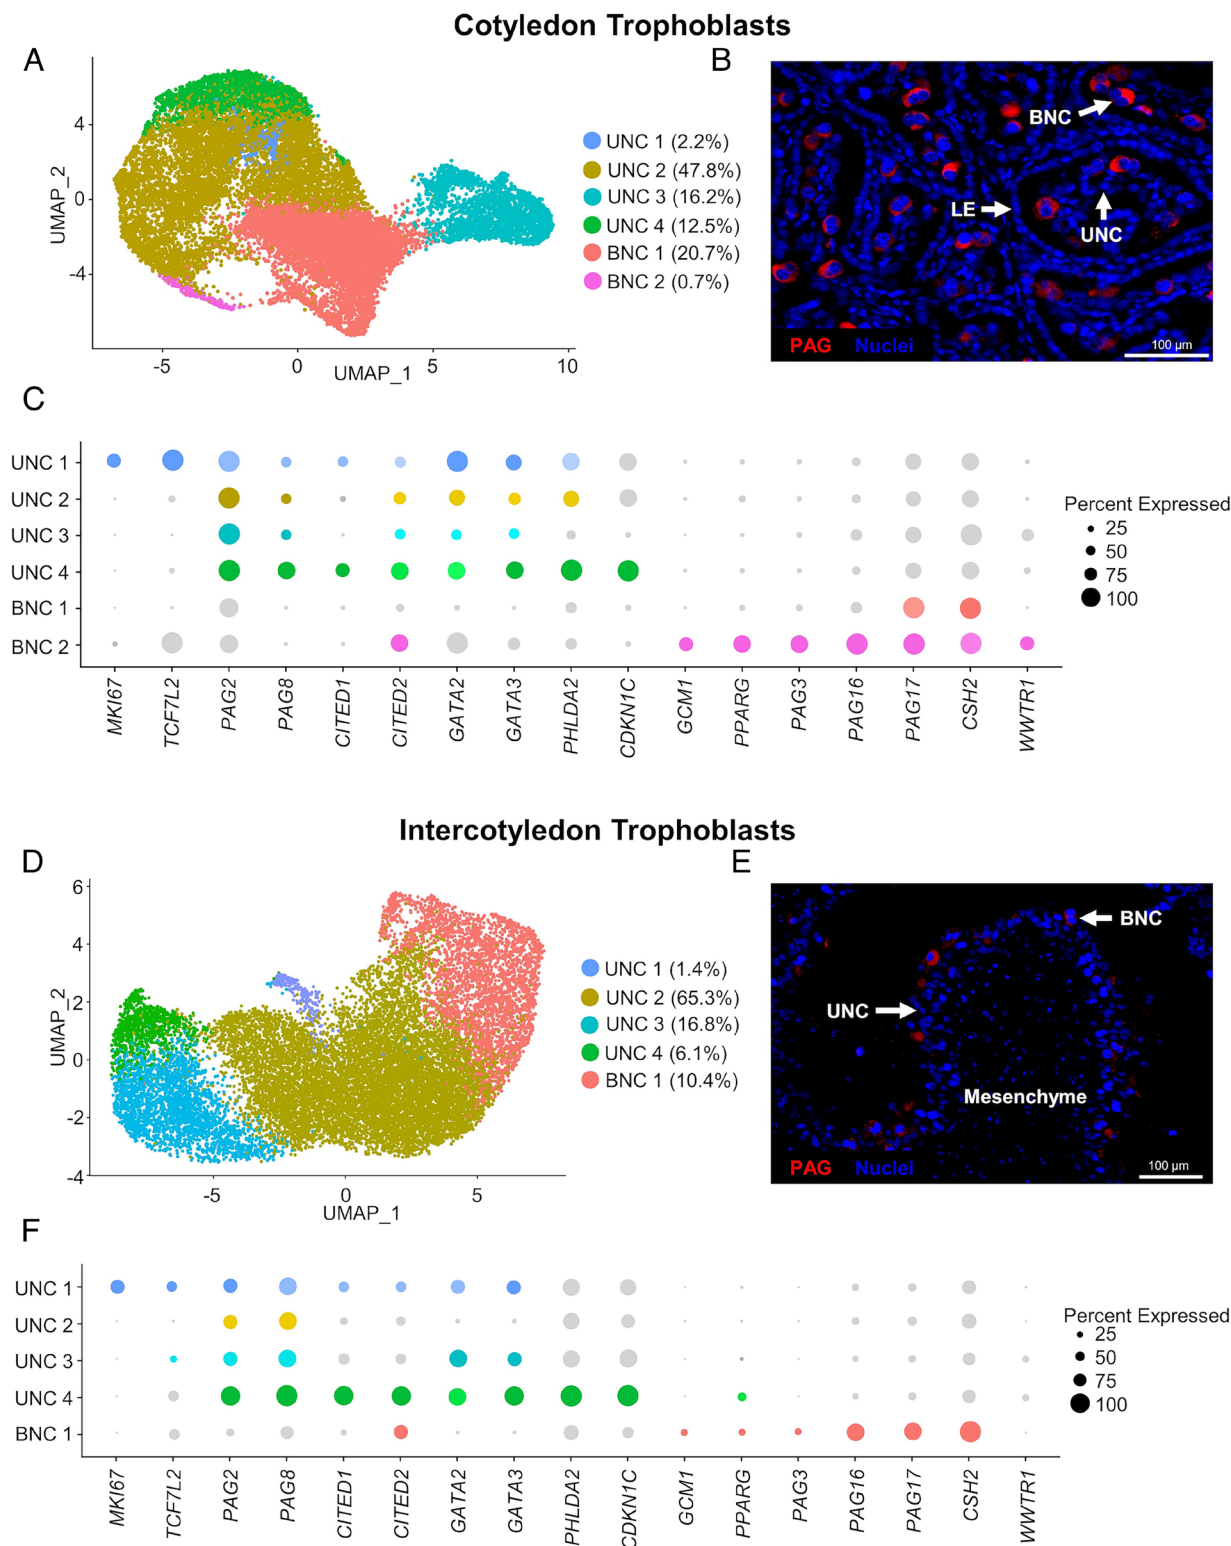 Cotyledon Trophoblasts
A
UMAP_2
4
0
-4
-5
0
5
10
UMAP_1
UNC 1 (2.2%)
UNC 2 (47.8%)
UNC 3 (16.2%)
UNC 4 (12.5%)
BNC 1 (20.7%)
BNC 2 (0.7%)
B
BNC
LE
UNC
PAG Nuclei
100 µm
C
UNC 1
UNC 2
UNC 3
UNC 4
BNC 1
BNC 2
Percent Expressed
25
50
75
100
MKI67
TCF7L2
PAG2
PAG8
CITED1
CITED2
GATA2
GATA3
PHLDA2
CDKN1C
GCM1
PPARG
PAG3
PAG16
PAG17
CSH2
WWTR1
Intercotyledon Trophoblasts
D
UMAP_2
6
4
2
0
-2
-4
-5
0
5
UMAP_1
UNC 1 (1.4%)
UNC 2 (65.3%)
UNC 3 (16.8%)
UNC 4 (6.1%)
BNC 1 (10.4%)
E
BNC
UNC
Mesenchyme
PAG Nuclei
100 µm
F
UNC 1
UNC 2
UNC 3
UNC 4
BNC 1
Percent Expressed
25
50
75
100
MKI67
TCF7L2
PAG2
PAG8
CITED1
CITED2
GATA2
GATA3
PHLDA2
CDKN1C
GCM1
PPARG
PAG3
PAG16
PAG17
CSH2
WWTR1